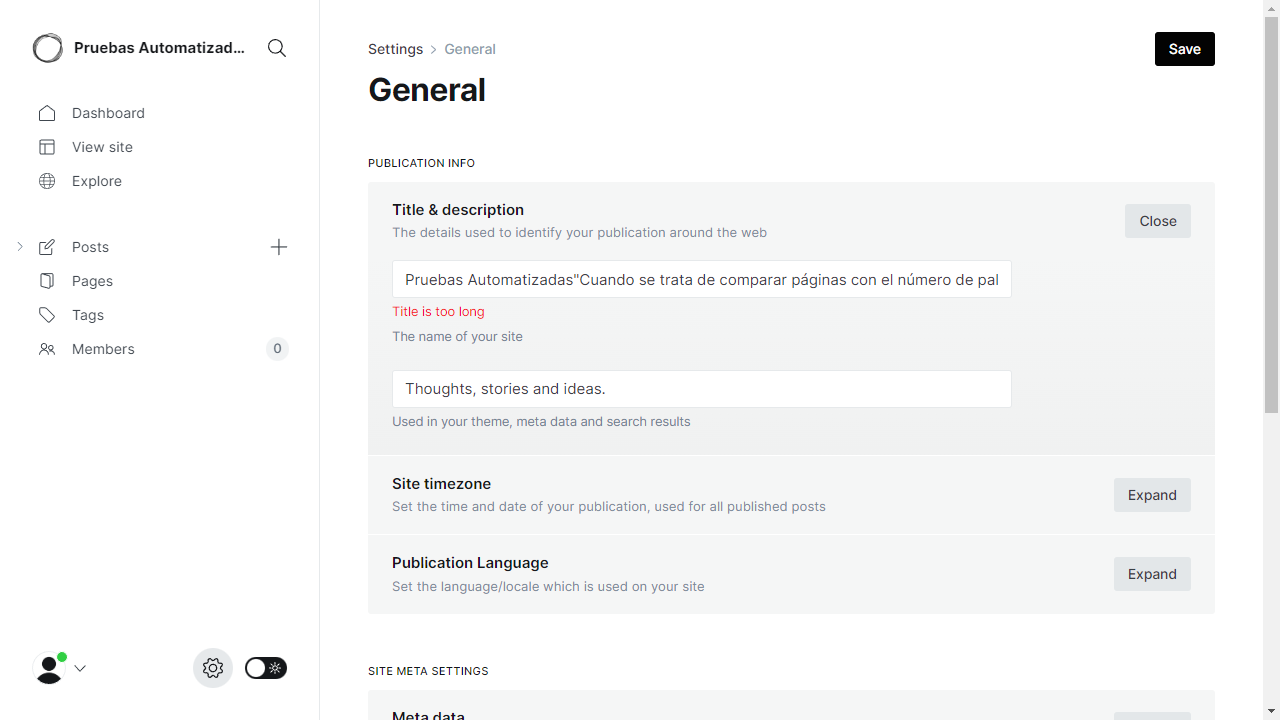 Pruebas Automatizad...
Dashboard
View site
Explore
Posts
Pages
Tags
Members
0
Settings > General
Save
General
PUBLICATION INFO
Title & description
The details used to identify your publication around the web
Close
Pruebas Automatizadas"Cuando se trata de comparar páginas con el número de pal
Title is too long
The name of your site
Thoughts, stories and ideas.
Used in your theme, meta data and search results
Site timezone
Set the time and date of your publication, used for all published posts
Expand
Publication Language
Set the language/locale which is used on your site
Expand
SITE META SETTINGS
Meta data